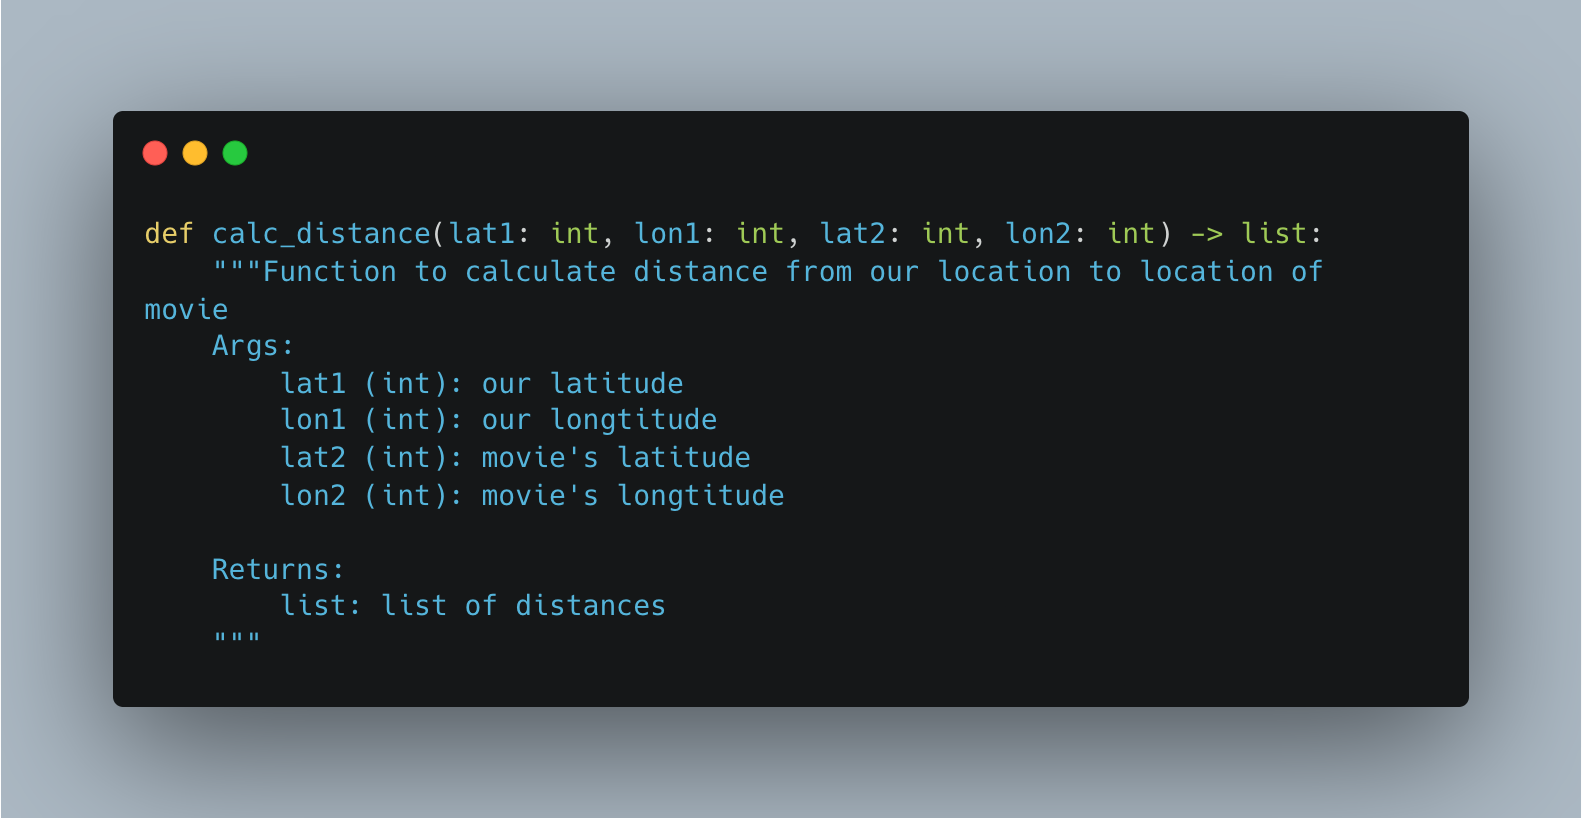 def calc_distance(lat1: int, lon1: int, lat2: int, lon2: int) -> list:
    """Function to calculate distance from our location to location of
movie
    Args:
        lat1 (int): our latitude
        lon1 (int): our longtitude
        lat2 (int): movie's latitude
        lon2 (int): movie's longtitude

    Returns:
        list: list of distances
    """